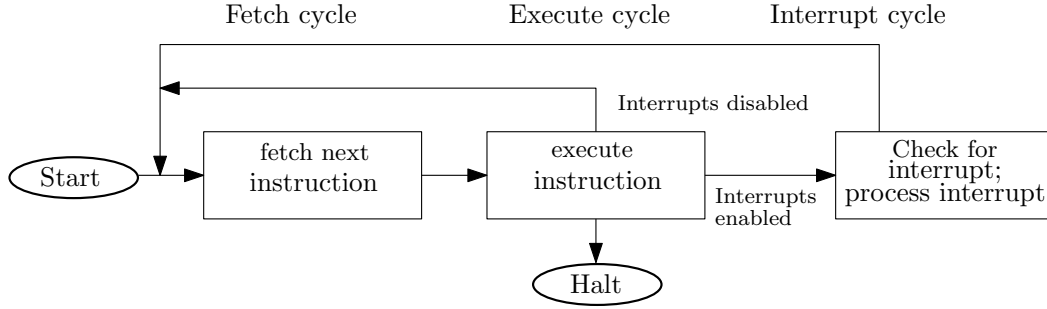 Fetch cycle
Execute cycle
Interrupt cycle
Interrupts disabled
Start
fetch next
instruction
execute
instruction
Interrupts
enabled
Check for
interrupt;
process interrupt
Halt